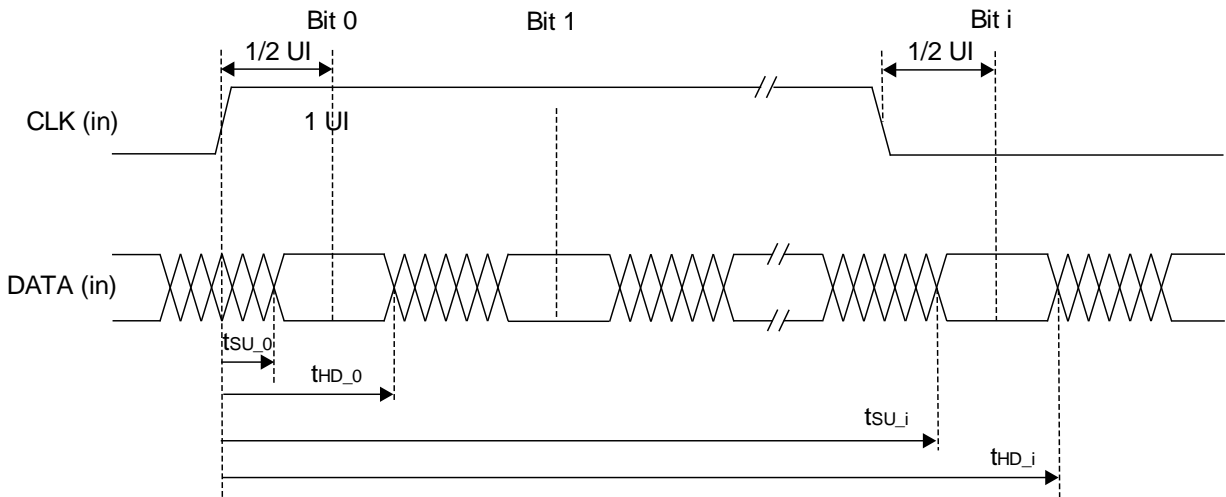 Bit 0
Bit 1
Bit i
1/2 UI
1/2 UI
CLK (in)
1 UI
DATA (in)
tSU_0
tHD_0
tSU_i
tHD_i